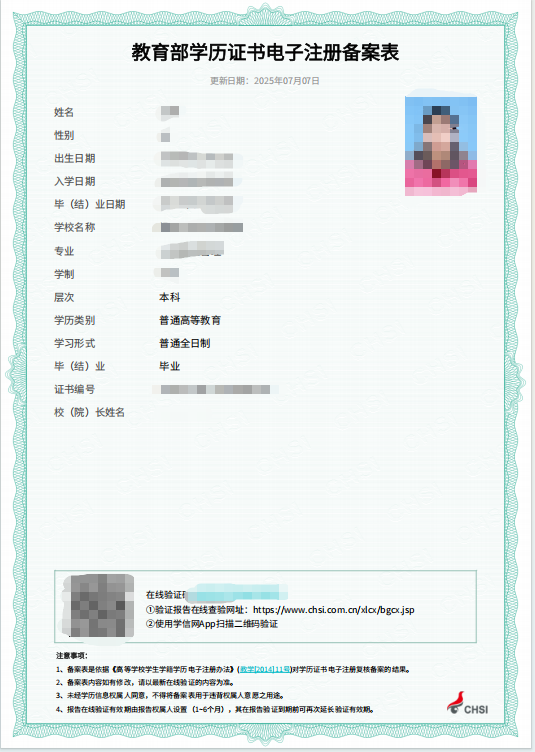 教育部学历证书电子注册备案表
更新日期：2025年07月07日
姓名
性别
出生日期
入学日期
毕（结）业日期
学校名称
专业
学制
层次 本科
学历类别 普通高等教育
学习形式 普通全日制
毕（结）业 毕业
证书编号
校（院）长姓名
在线验证
①验证报告在线查验网址：https://www.chsi.com.cn/xlcx/bgcx.jsp
②使用学信网App扫描二维码验证
注意事项：
1、备案表是依据《高等学校学生学籍学历电子注册办法》(教学[2014]11号)对学历证书电子注册复核备案的结果。
2、备案表内容如有修改，请以最新在线验证的内容为准。
3、未经学历信息权属人同意，不得将备案表用于违背权属人意愿之用途。
4、报告在线验证有效期由报告权属人设置（1~6个月），其在报告验证到期前可再次延长验证有效期。
CHSI